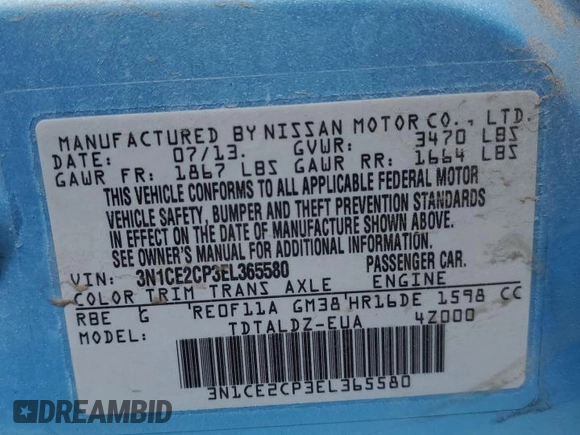 MANUFACTURED BY NISSAN MOTOR CO., LTD.
DATE: 07/13. GVWR: 3470 LBS
GAWR FR: 1867 LBS GAWR RR: 1664 LBS
THIS VEHICLE CONFORMS TO ALL APPLICABLE FEDERAL MOTOR
VEHICLE SAFETY, BUMPER AND THEFT PREVENTION STANDARDS
IN EFFECT ON THE DATE OF MANUFACTURE SHOWN ABOVE.
SEE OWNER'S MANUAL FOR ADDITIONAL INFORMATION.
VIN: 3N1CE2CP3EL365580 PASSENGER CAR.
COLOR TRIM TRANS AXLE ENGINE
RBE G RE0F11A GM38 HR16DE 1598 CC
MODEL: TDTALDZ-EUA 4Z000
3N1CE2CP3EL365580
DREAMBID